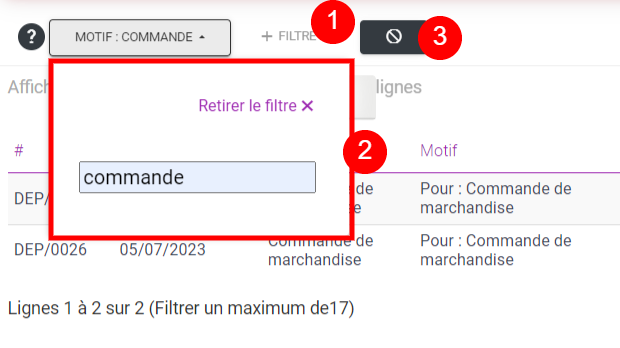 1
? MOTIF : COMMANDE + FILTRE 3
Affich lignes
Retirer le filtre ×
2
# Motif
commande
DEP/ de Pour : Commande de
marchandise
DEP/0026 05/07/2023 Commande de Pour : Commande de
marchandise marchandise
Lignes 1 à 2 sur 2 (Filtrer un maximum de17)